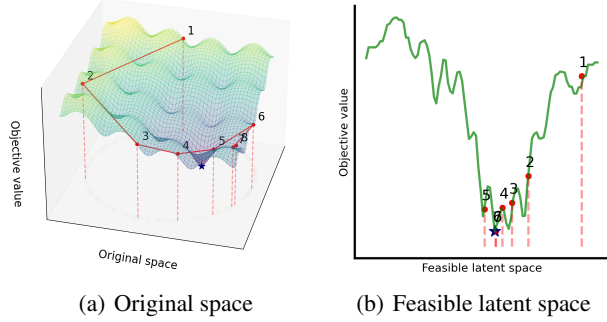 1
2
3
4
5
6
7
8
Objective value
Original space
(a) Original space
1
2
3
4
5
6
Objective value
Feasible latent space
(b) Feasible latent space